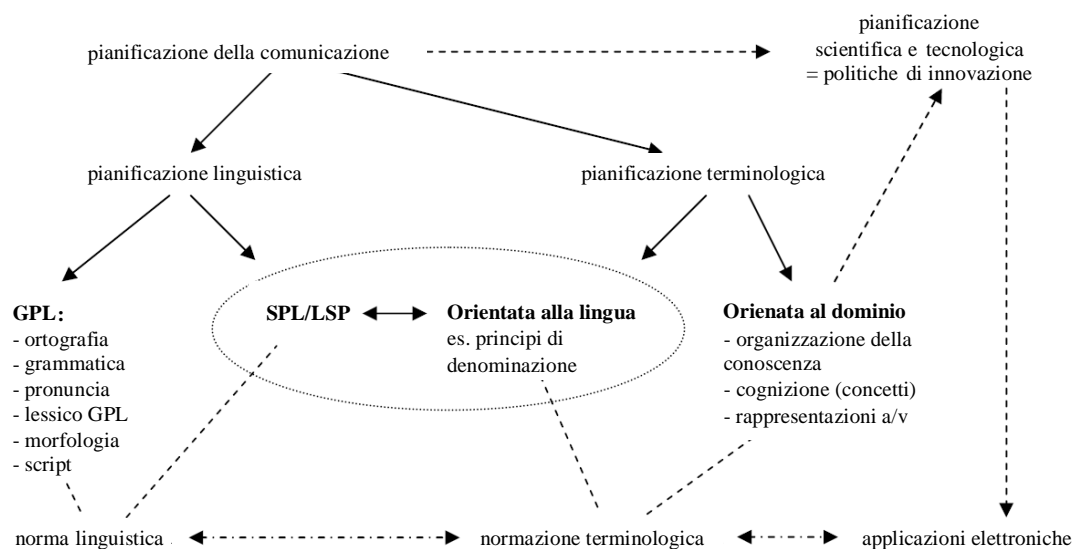 pianificazione
scientifica e tecnologica
= politiche di innovazione
pianificazione della comunicazione
pianificazione linguistica
pianificazione terminologica
GPL:
- ortografia
- grammatica
- pronuncia
- lessico GPL
- morfologia
- script
SPL/LSP
Orientata alla lingua
es. principi di
denominazione
Orienata al dominio
- organizzazione della
conoscenza
- cognizione (concetti)
- rappresentazioni a/v
norma linguistica
normazione terminologica
applicazioni elettroniche